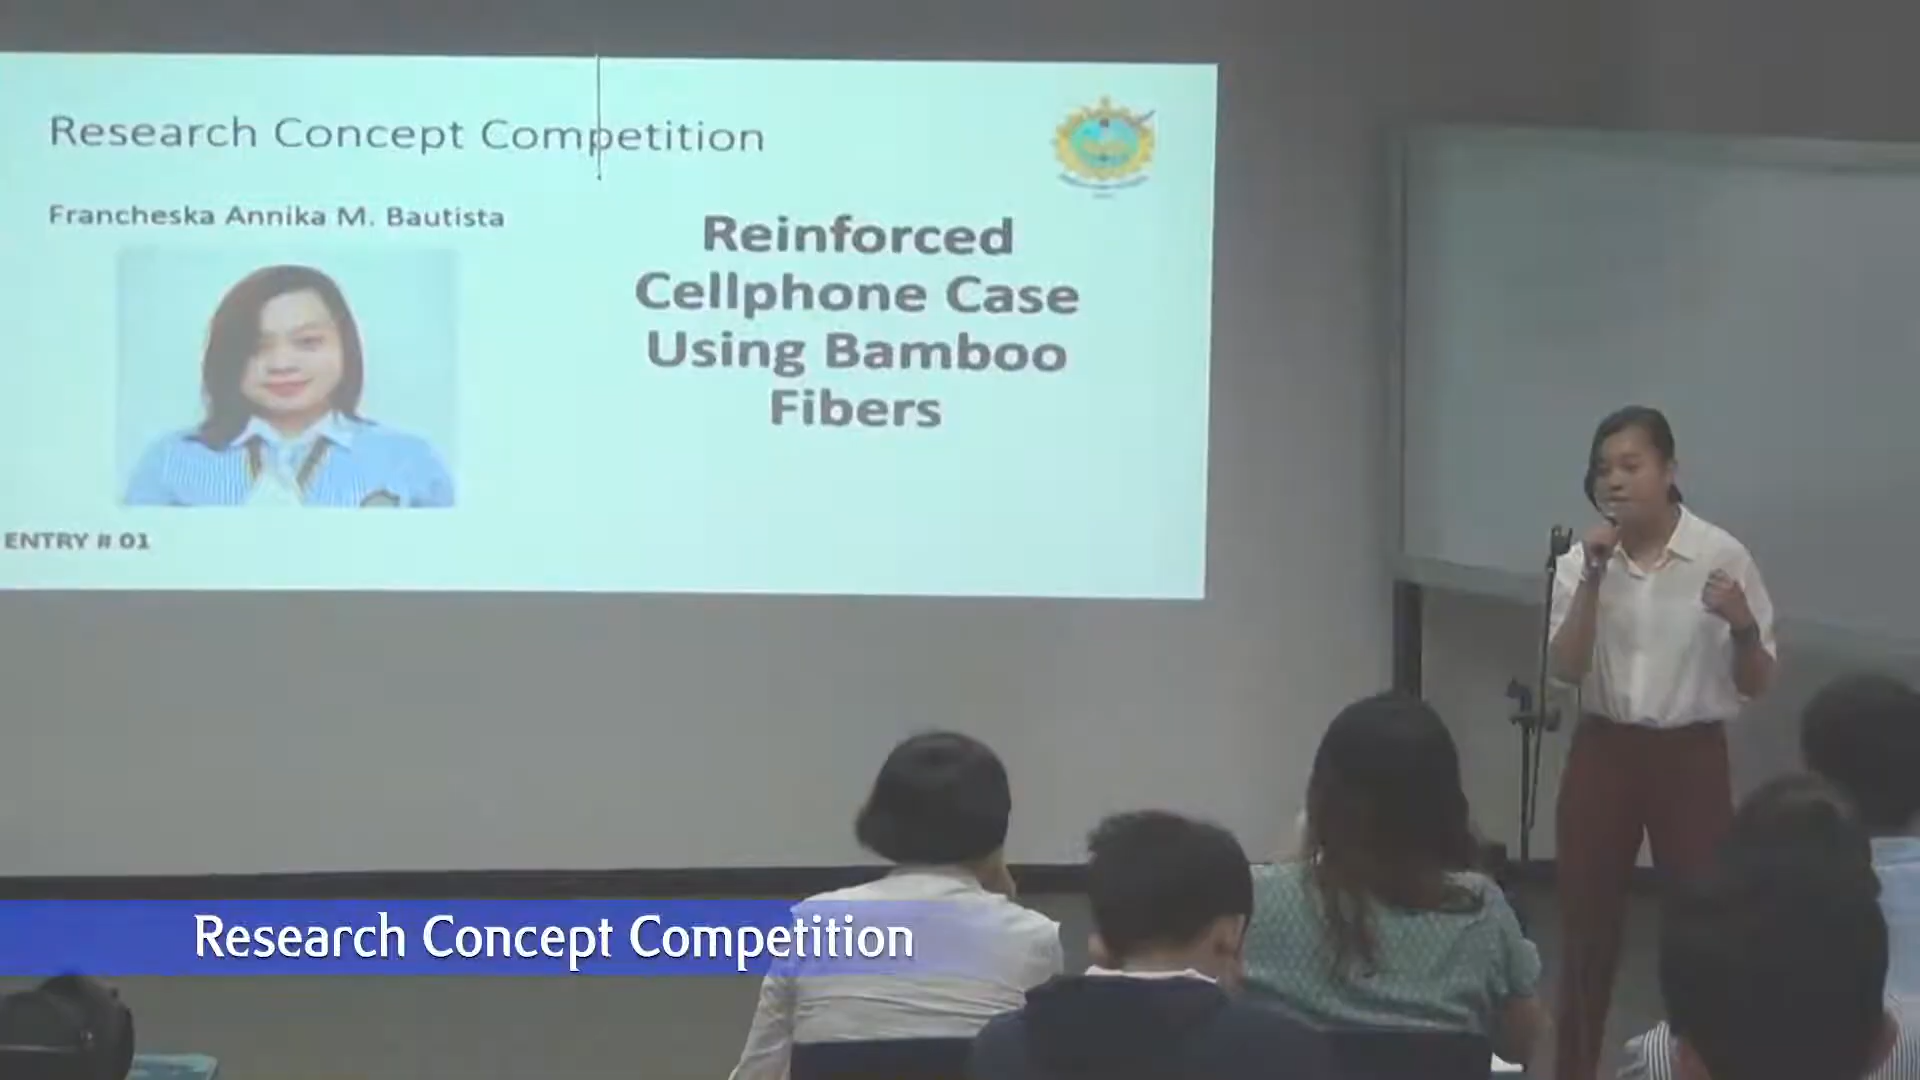 Research Concept Competition
Francheska Annika M. Bautista
Reinforced
Cellphone Case
Using Bamboo
Fibers
ENTRY # 01
Research Concept Competition